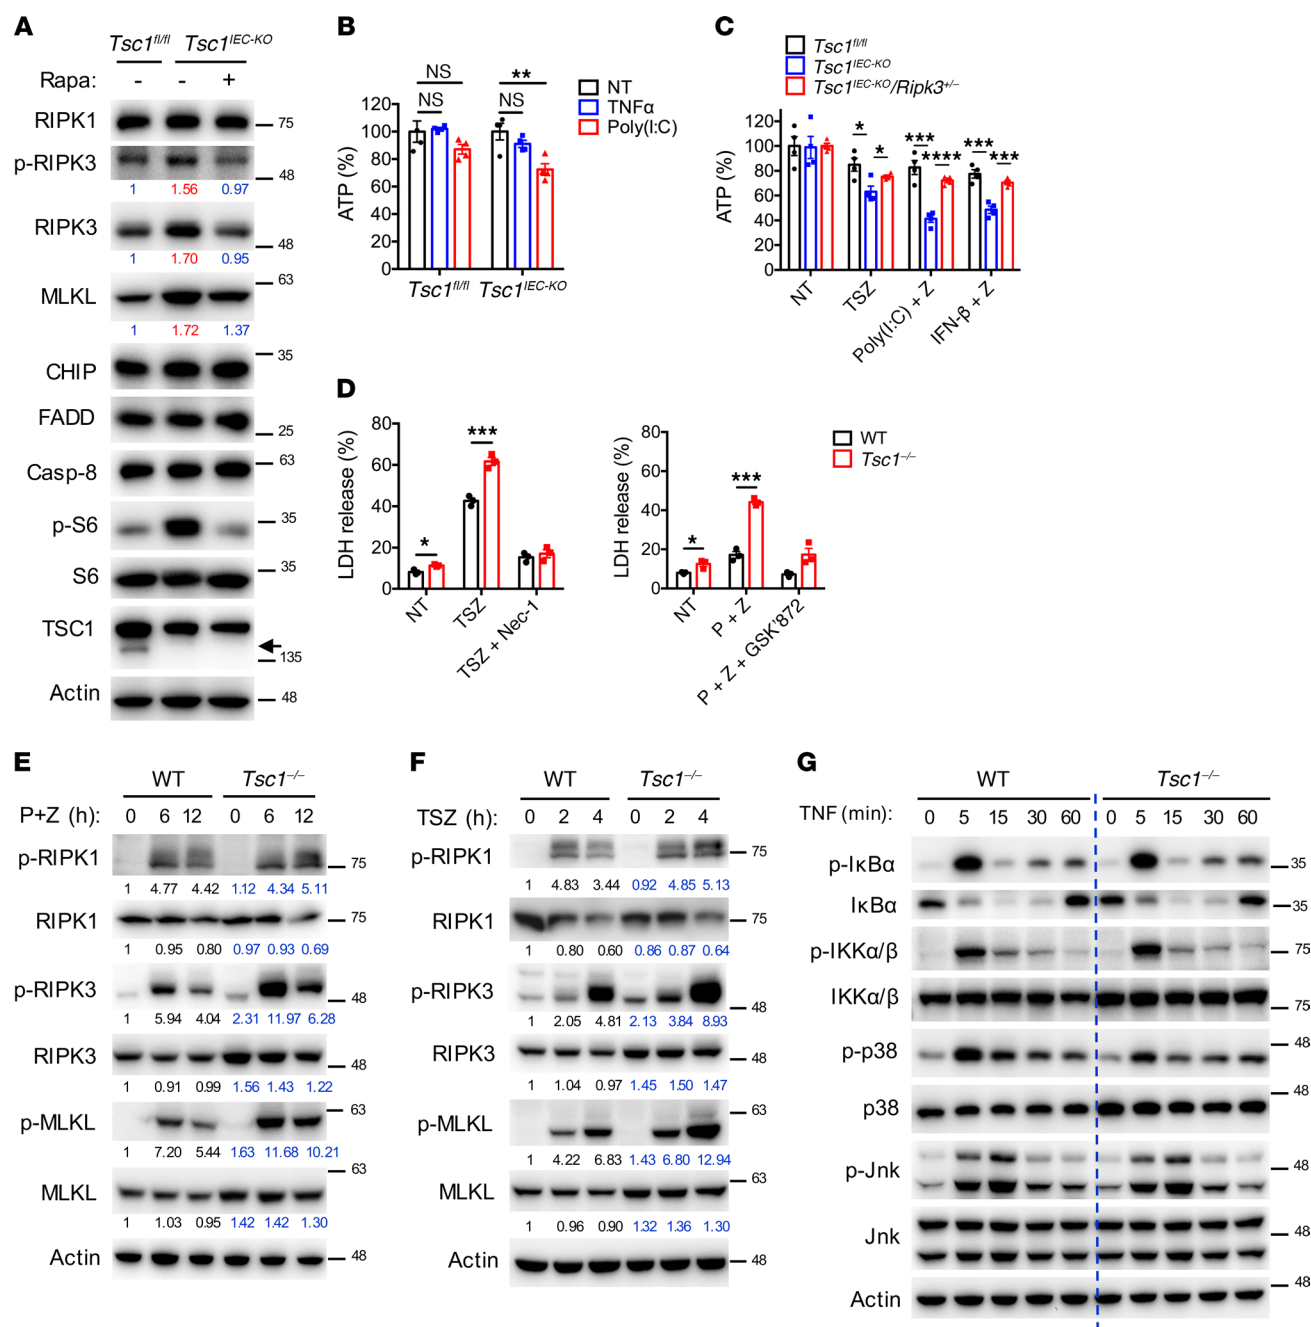 A
Tsc1fl/fl Tsc1IEC-KO
Rapa: - - +
RIPK1 75
p-RIPK3 48
1 1.56 0.97
RIPK3 48
1 1.70 0.95
MLKL 63
1 1.72 1.37
CHIP 35
FADD 25
Casp-8 63
p-S6 35
S6 35
TSC1 135
Actin 48
B
NS **
NS NS
NT
TNFα
Poly(I:C)
ATP (%)
120
100
80
60
40
20
0
Tsc1fl/fl Tsc1IEC-KO
C
Tsc1fl/fl
Tsc1IEC-KO
Tsc1IEC-KO/Ripk3+/–
* * *** **** *** ***
ATP (%)
120
100
80
60
40
20
0
NT TSZ Poly(I:C) + Z IFN-β + Z
D
LDH release (%)
80
60
40
20
0
* ***
NT TSZ TSZ + Nec-1
LDH release (%)
80
60
40
20
0
* ***
NT P + Z P + Z + GSK'872
WT
Tsc1–/–
E
WT Tsc1–/–
P+Z (h): 0 6 12 0 6 12
p-RIPK1 75
1 4.77 4.42 1.12 4.34 5.11
RIPK1 75
1 0.95 0.80 0.97 0.93 0.69
p-RIPK3 48
1 5.94 4.04 2.31 11.97 6.28
RIPK3 48
1 0.91 0.99 1.56 1.43 1.22
p-MLKL 63
1 7.20 5.44 1.63 11.68 10.21
MLKL 63
1 1.03 0.95 1.42 1.42 1.30
Actin 48
F
WT Tsc1–/–
TSZ (h): 0 2 4 0 2 4
p-RIPK1 75
1 4.83 3.44 0.92 4.85 5.13
RIPK1 75
1 0.80 0.60 0.86 0.87 0.64
p-RIPK3 48
1 2.05 4.81 2.13 3.84 8.93
RIPK3 48
1 1.04 0.97 1.45 1.50 1.47
p-MLKL 63
1 4.22 6.83 1.43 6.80 12.94
MLKL 63
1 0.96 0.90 1.32 1.36 1.30
Actin 48
G
WT Tsc1–/–
TNF (min): 0 5 15 30 60 0 5 15 30 60
p-IκBα 35
IκBα 35
p-IKKα/β 75
IKKα/β 75
p-p38 48
p38 48
p-Jnk 48
Jnk 48
Actin 48